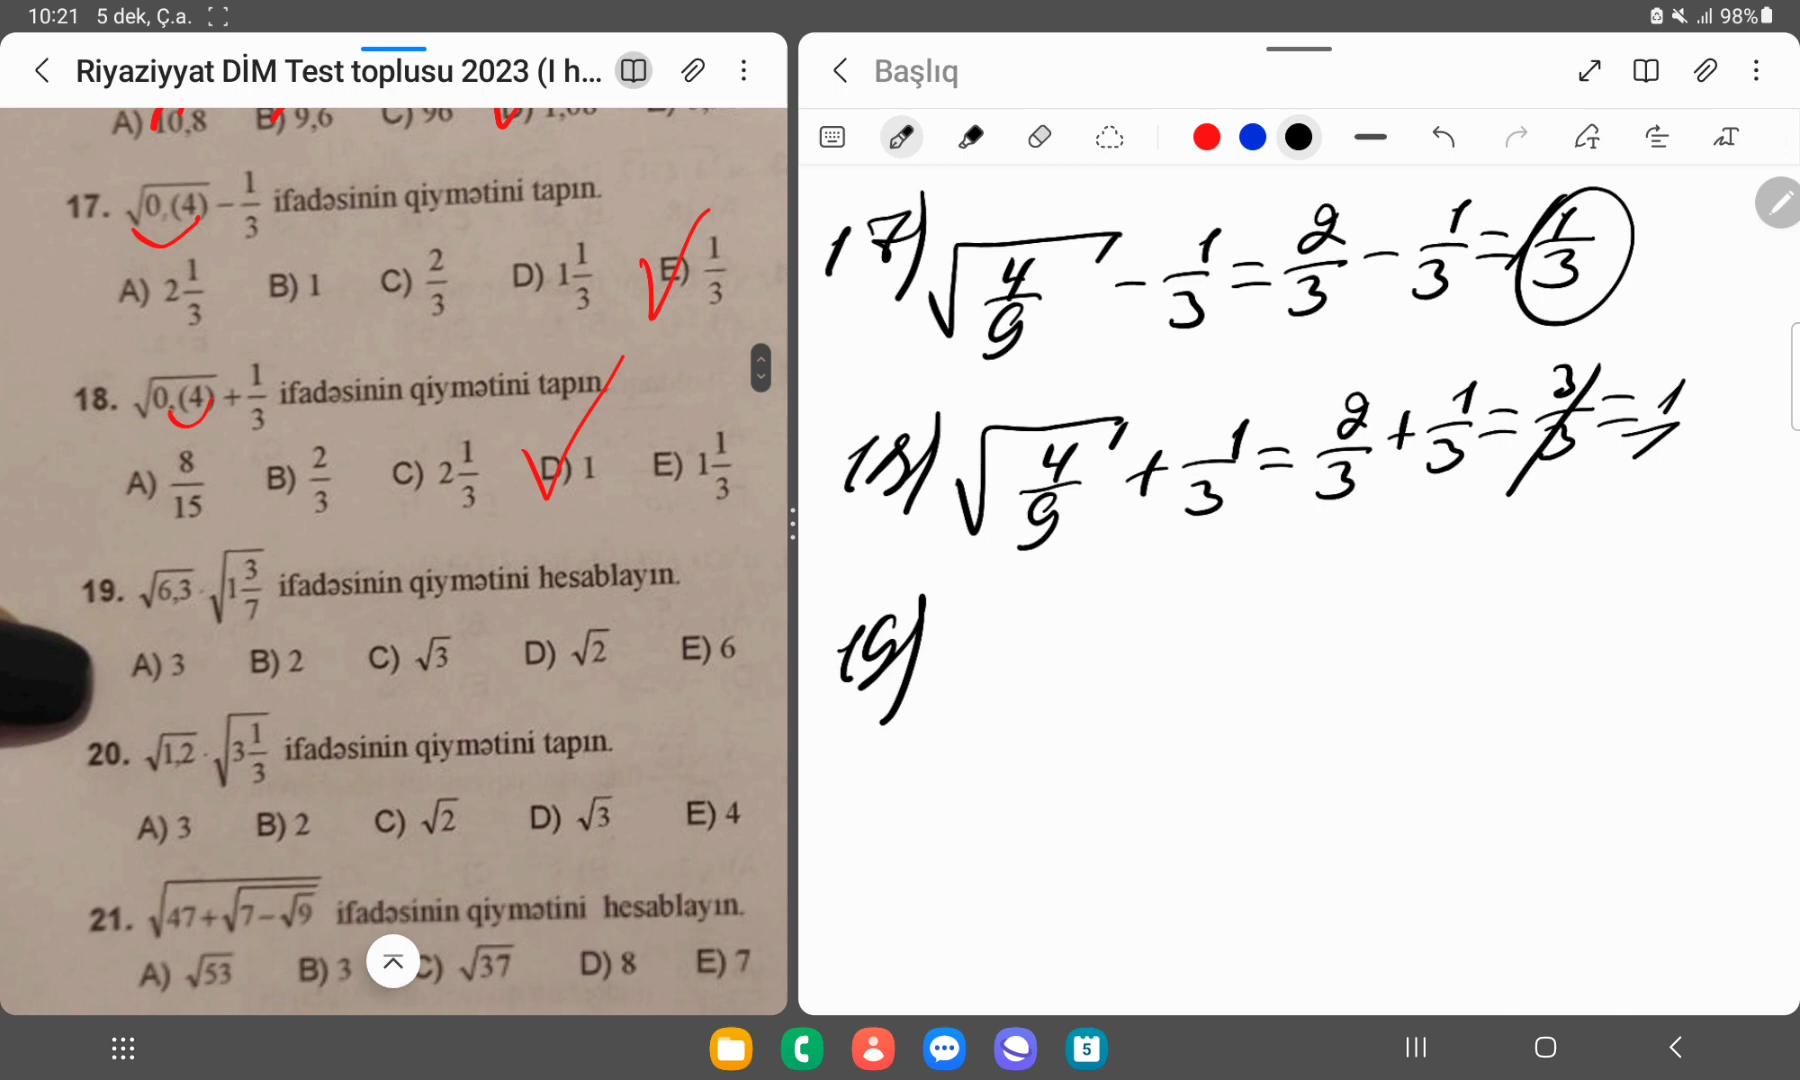 10:21 5 dek, Ç.a. 98%
Riyaziyyat DİM Test toplusu 2023 (I h...
A) 10,8 B) 9,6 C) 96
17. √0,(4) − 1/3 ifadəsinin qiymətini tapın.
A) 2 1/3 B) 1 C) 2/3 D) 1 1/3 E) 1/3
18. √0,(4) + 1/3 ifadəsinin qiymətini tapın.
A) 8/15 B) 2/3 C) 2 1/3 D) 1 E) 1 1/3
19. √6,3 · √(1 3/7) ifadəsinin qiymətini hesablayın.
A) 3 B) 2 C) √3 D) √2 E) 6
20. √1,2 · √(3 1/3) ifadəsinin qiymətini tapın.
A) 3 B) 2 C) √2 D) √3 E) 4
21. √(47+√(7−√9)) ifadəsinin qiymətini hesablayın.
A) √53 B) 3 C) √37 D) 8 E) 7
Başlıq
17) √(4/9) − 1/3 = 2/3 − 1/3 = 1/3
18) √(4/9) + 1/3 = 2/3 + 1/3 = 3/3 = 1
19)
5